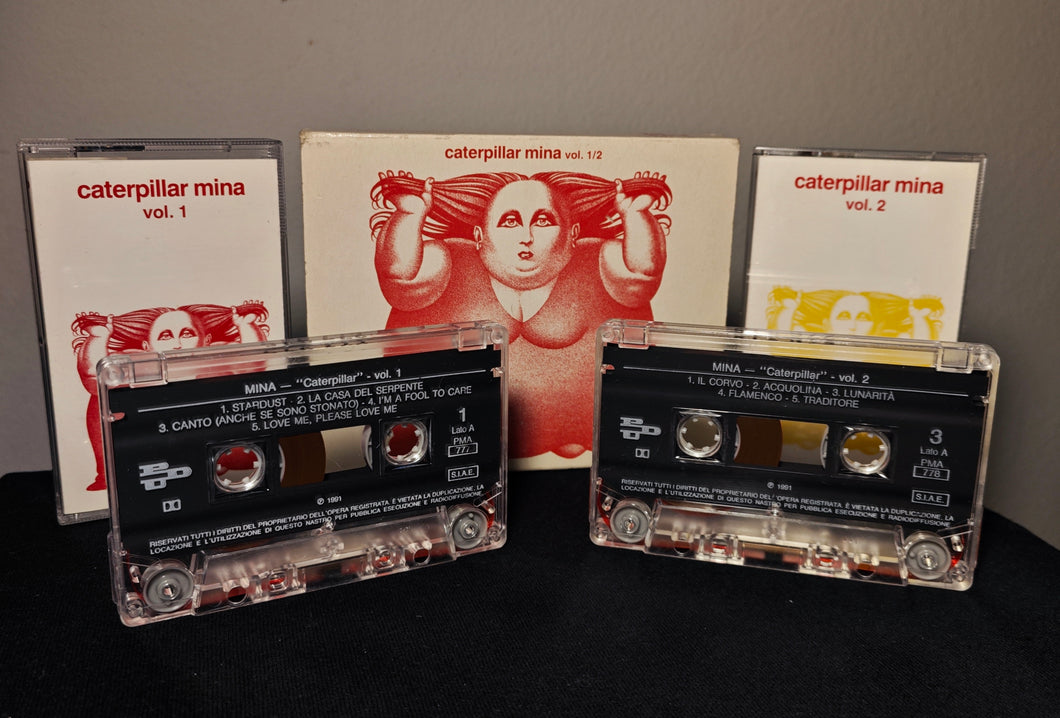 caterpillar mina
vol. 1
caterpillar mina vol. 1/2
caterpillar mina
vol. 2
MINA — "Caterpillar" - vol. 1
1. STARDUST - 2. LA CASA DEL SERPENTE
3. CANTO (ANCHE SE SONO STONATO) - 4. I'M A FOOL TO CARE
5. LOVE ME, PLEASE LOVE ME
1
Lato A
PMA
777
PDU
S.I.A.E.
℗ 1991
RISERVATI TUTTI I DIRITTI DEL PROPRIETARIO DELL'OPERA REGISTRATA. È VIETATA LA DUPLICAZIONE, LA
LOCAZIONE E L'UTILIZZAZIONE DI QUESTO NASTRO PER PUBBLICA ESECUZIONE E RADIODIFFUSIONE
MINA — "Caterpillar" - vol. 2
1. IL CORVO - 2. ACQUOLINA - 3. LUNARITÀ
4. FLAMENCO - 5. TRADITORE
3
Lato A
PMA
778
PDU
S.I.A.E.
℗ 1991
RISERVATI TUTTI I DIRITTI DEL PROPRIETARIO DELL'OPERA REGISTRATA. È VIETATA LA DUPLICAZIONE, LA
LOCAZIONE E L'UTILIZZAZIONE DI QUESTO NASTRO PER PUBBLICA ESECUZIONE E RADIODIFFUSIONE